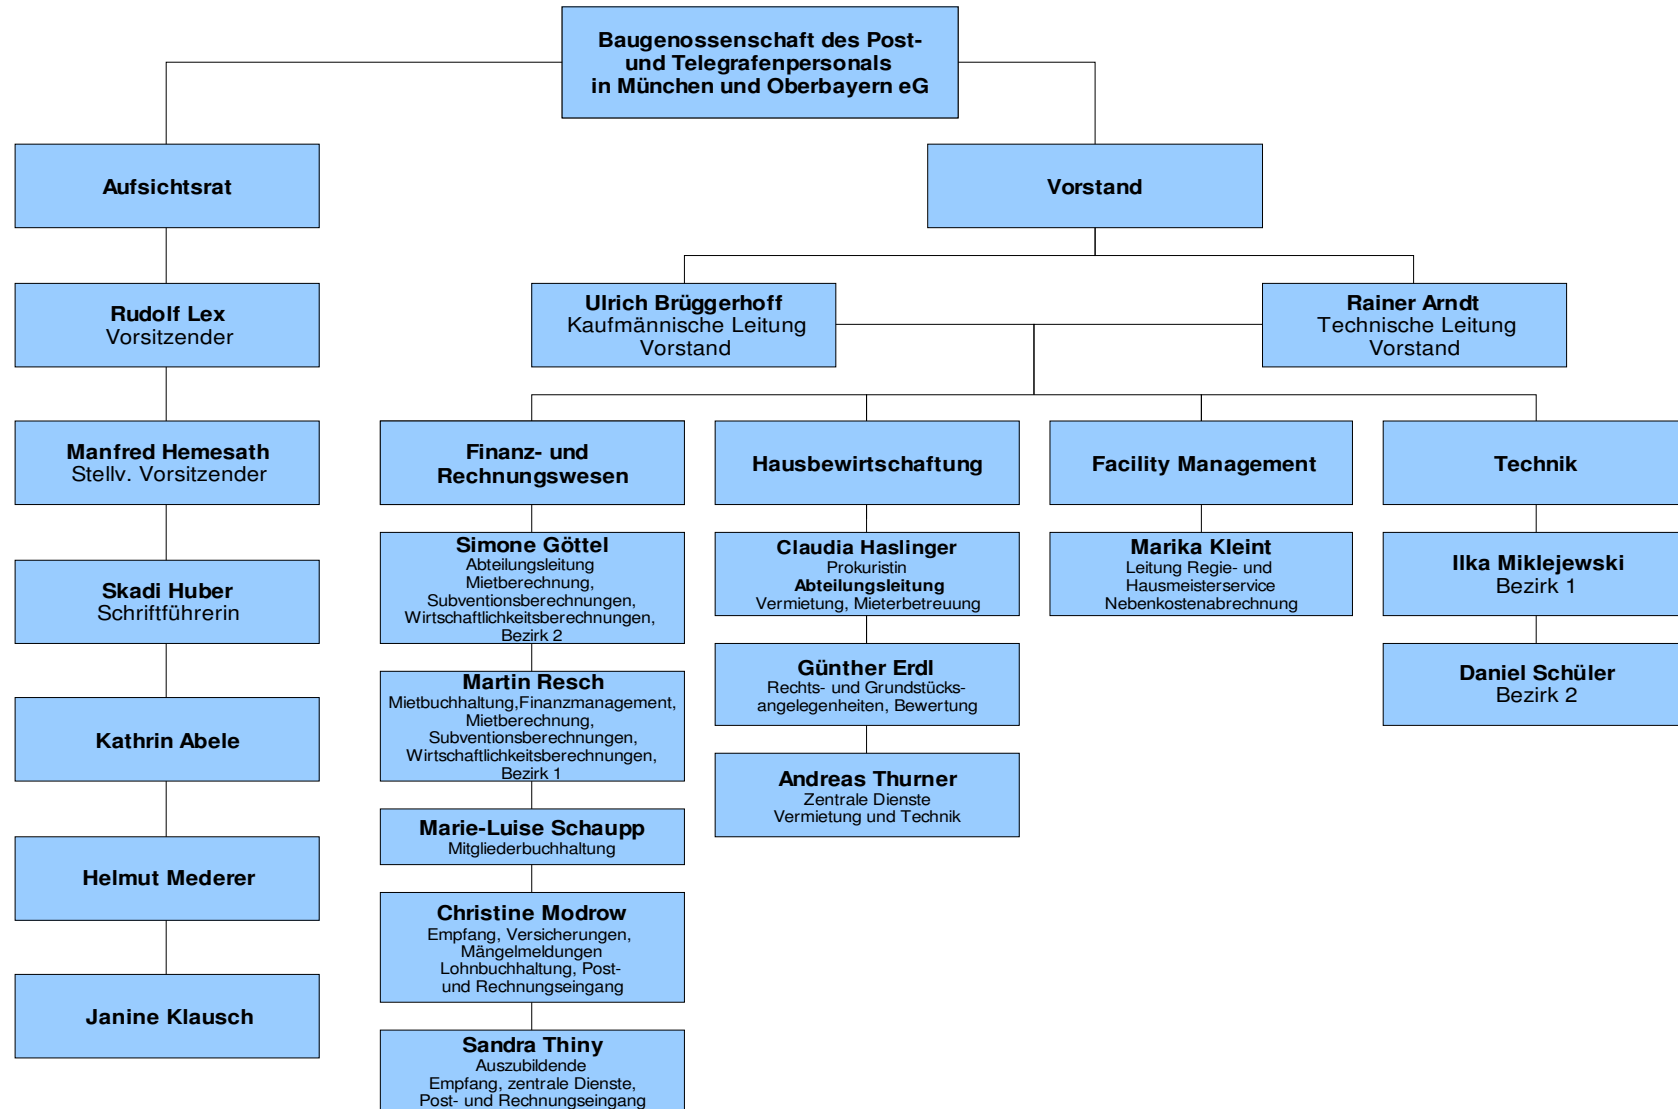 Baugenossenschaft des Post-
und Telegrafenpersonals
in München und Oberbayern eG
Aufsichtsrat
Vorstand
Rudolf Lex
Vorsitzender
Ulrich Brüggerhoff
Kaufmännische Leitung
Vorstand
Rainer Arndt
Technische Leitung
Vorstand
Manfred Hemesath
Stellv. Vorsitzender
Skadi Huber
Schriftführerin
Kathrin Abele
Helmut Mederer
Janine Klausch
Finanz- und
Rechnungswesen
Simone Göttel
Abteilungsleitung
Mietberechnung,
Subventionsberechnungen,
Wirtschaftlichkeitsberechnungen,
Bezirk 2
Martin Resch
Mietbuchhaltung,Finanzmanagement,
Mietberechnung,
Subventionsberechnungen,
Wirtschaftlichkeitsberechnungen,
Bezirk 1
Marie-Luise Schaupp
Mitgliederbuchhaltung
Christine Modrow
Empfang, Versicherungen,
Mängelmeldungen
Lohnbuchhaltung, Post-
und Rechnungseingang
Sandra Thiny
Auszubildende
Empfang, zentrale Dienste,
Post- und Rechnungseingang
Hausbewirtschaftung
Claudia Haslinger
Prokuristin
Abteilungsleitung
Vermietung, Mieterbetreuung
Günther Erdl
Rechts- und Grundstücks-
angelegenheiten, Bewertung
Andreas Thurner
Zentrale Dienste
Vermietung und Technik
Facility Management
Marika Kleint
Leitung Regie- und
Hausmeisterservice
Nebenkostenabrechnung
Technik
Ilka Miklejewski
Bezirk 1
Daniel Schüler
Bezirk 2